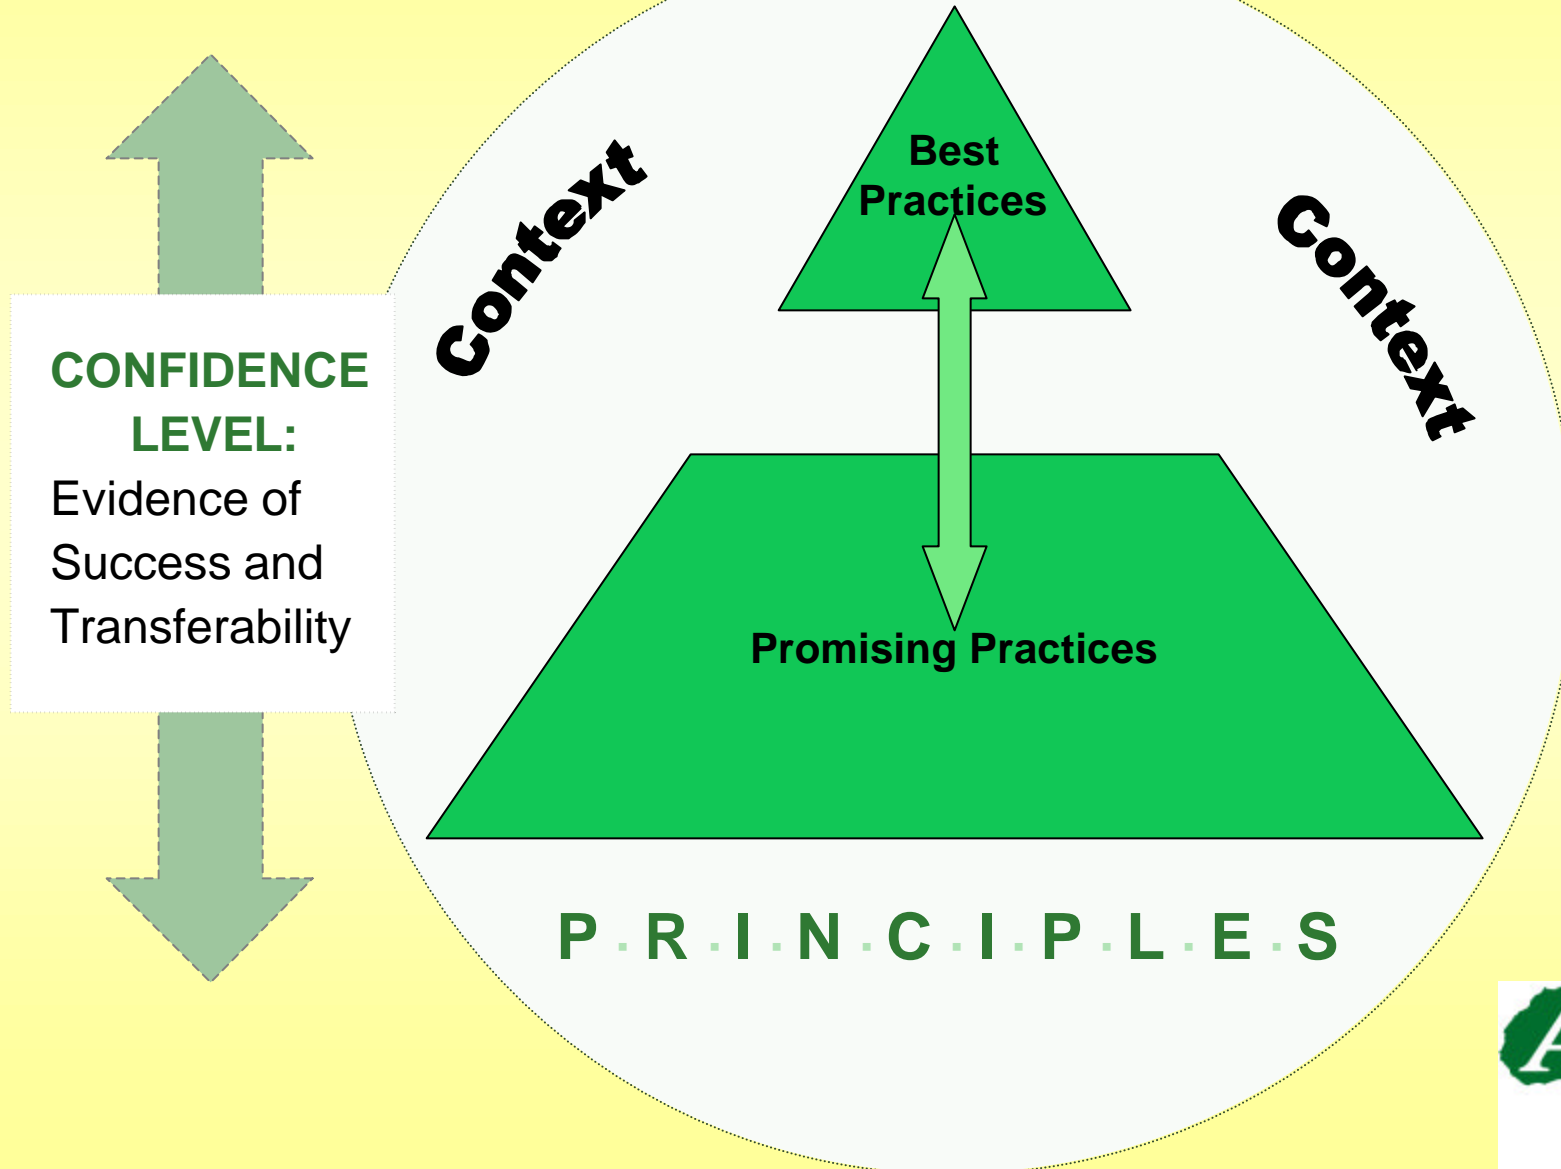 CONFIDENCE
LEVEL:
Evidence of
Success and
Transferability
Context
Best
Practices
Context
Promising Practices
P.R.I.N.C.I.P.L.E.S
A